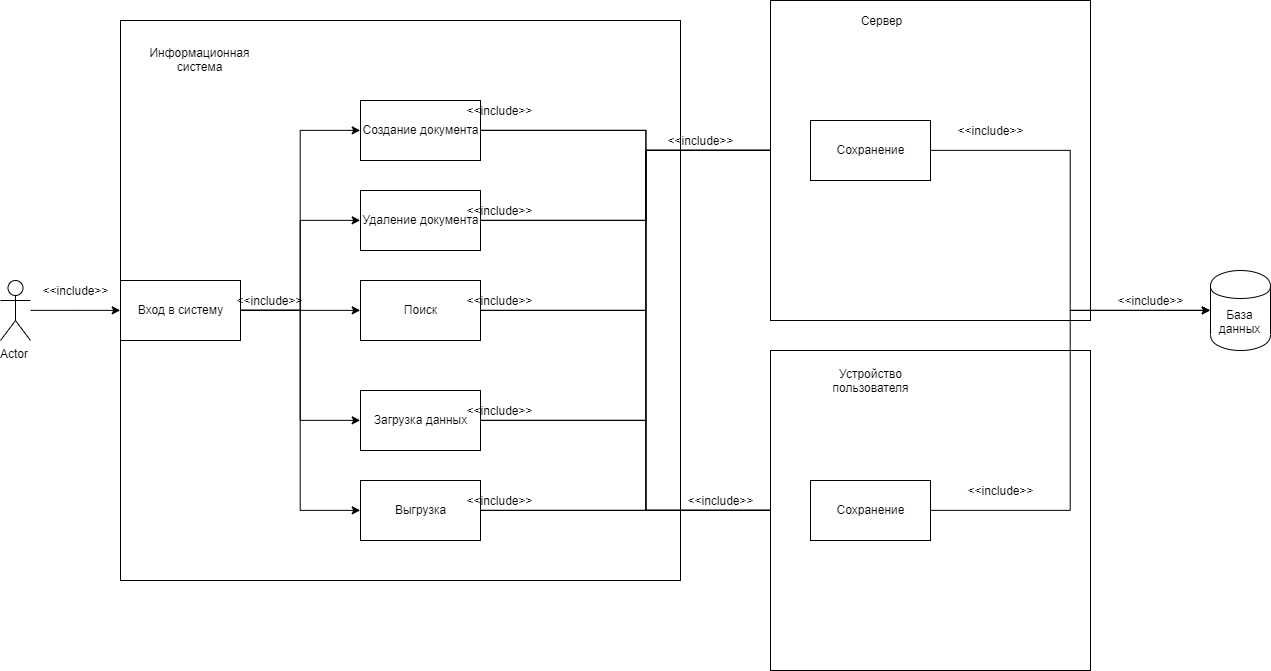 Сервер
Информационная
система
<<include>>
Создание документа
<<include>>
<<include>>
Сохранение
<<include>>
Удаление документа
<<include>>
<<include>>
Вход в систему
<<include>>
Поиск
<<include>>
<<include>>
База
данных
Actor
Устройство
пользователя
Загрузка данных
<<include>>
Выгрузка
<<include>>
<<include>>
Сохранение
<<include>>